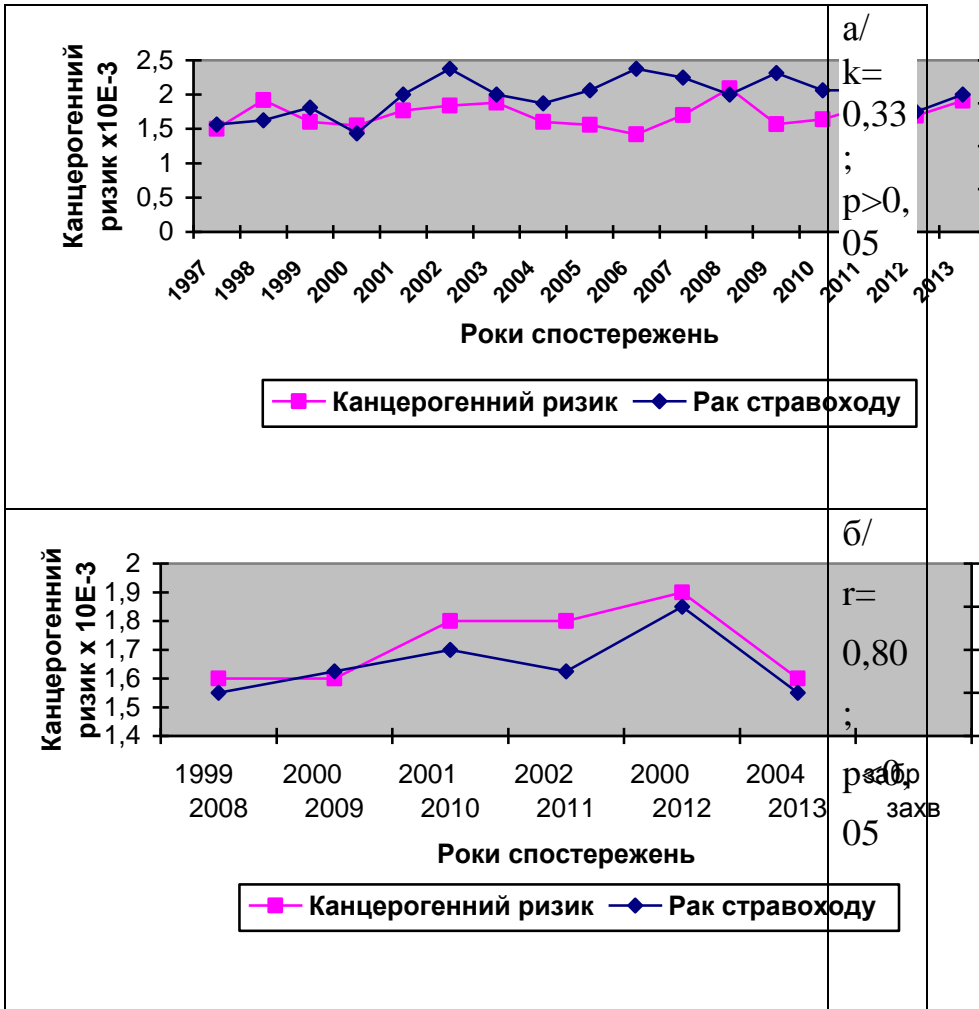 Канцерогенний
ризик х10Е-3
2,5
2
1,5
1
0,5
0
1997 1998 1999 2000 2001 2002 2003 2004 2005 2006 2007 2008 2009 2010 2011 2012 2013
Роки спостережень
Канцерогенний ризик Рак стравоходу
а/
k=
0,33
;
p>0,
05
Канцерогенний
ризик х 10Е-3
2
1,9
1,8
1,7
1,6
1,5
1,4
1999 2000 2001 2002 2000 2004 забр
2008 2009 2010 2011 2012 2013 захв
Роки спостережень
Канцерогенний ризик Рак стравоходу
б/
r=
0,80
;
p<0,
05